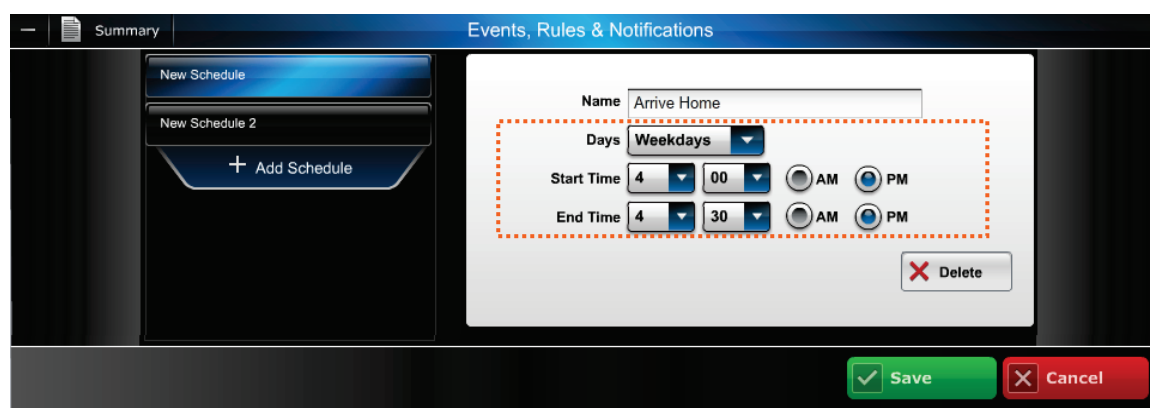 Summary
Events, Rules & Notifications
New Schedule
New Schedule 2
+ Add Schedule
Name Arrive Home
Days Weekdays
Start Time 4 00 AM PM
End Time 4 30 AM PM
Delete
Save
Cancel